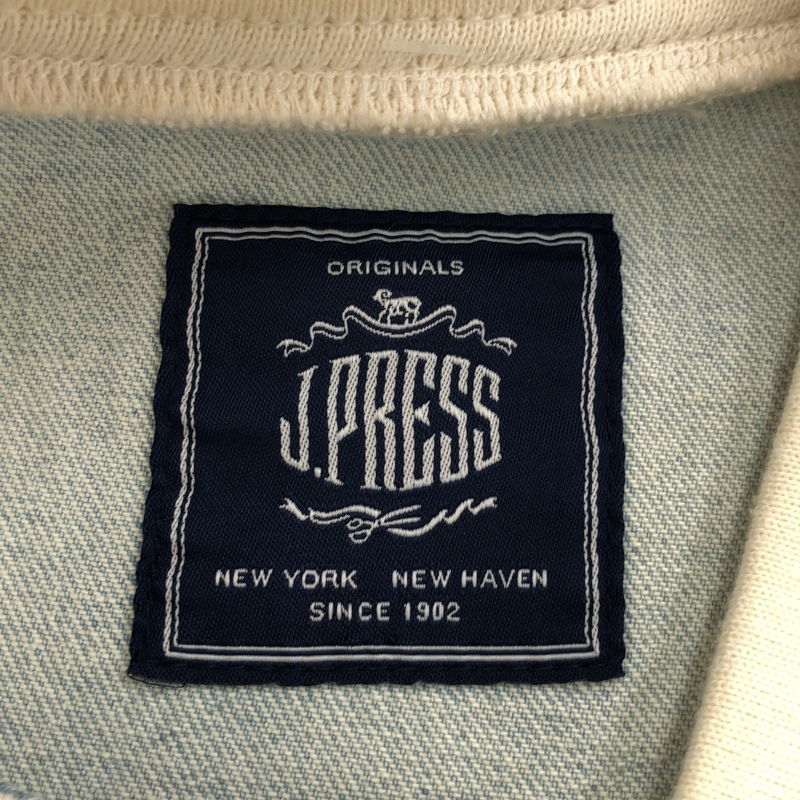 ORIGINALS
J.PRESS
NEW YORK NEW HAVEN
SINCE 1902